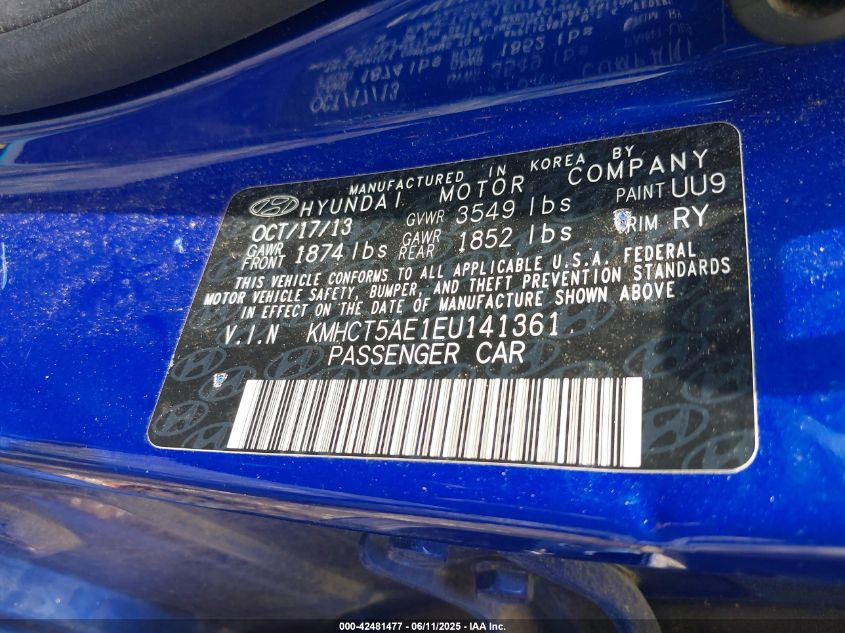 MANUFACTURED IN KOREA BY
HYUNDAI MOTOR COMPANY
OCT/17/13 GVWR 3549 lbs PAINT UU9
GAWR FRONT 1874 lbs GAWR REAR 1852 lbs TRIM RY
THIS VEHICLE CONFORMS TO ALL APPLICABLE U.S.A. FEDERAL
MOTOR VEHICLE SAFETY, BUMPER, AND THEFT PREVENTION STANDARDS
IN EFFECT ON THE DATE OF MANUFACTURE SHOWN ABOVE
V.I.N KMHCT5AE1EU141361
PASSENGER CAR
000-42481477 - 06/11/2025 - IAA Inc.